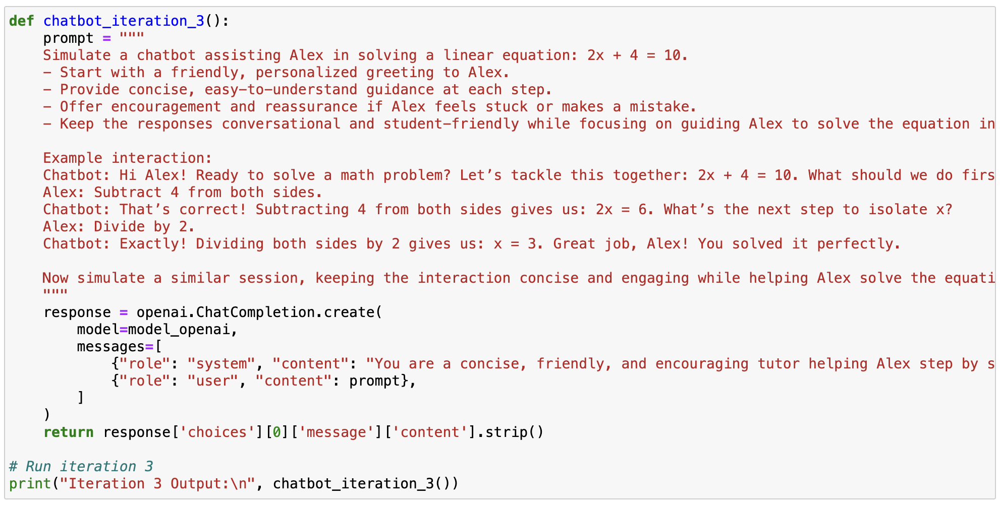 def chatbot_iteration_3():
    prompt = """
    Simulate a chatbot assisting Alex in solving a linear equation: 2x + 4 = 10.
    - Start with a friendly, personalized greeting to Alex.
    - Provide concise, easy-to-understand guidance at each step.
    - Offer encouragement and reassurance if Alex feels stuck or makes a mistake.
    - Keep the responses conversational and student-friendly while focusing on guiding Alex to solve the equation in

    Example interaction:
    Chatbot: Hi Alex! Ready to solve a math problem? Let’s tackle this together: 2x + 4 = 10. What should we do firs
    Alex: Subtract 4 from both sides.
    Chatbot: That’s correct! Subtracting 4 from both sides gives us: 2x = 6. What’s the next step to isolate x?
    Alex: Divide by 2.
    Chatbot: Exactly! Dividing both sides by 2 gives us: x = 3. Great job, Alex! You solved it perfectly.

    Now simulate a similar session, keeping the interaction concise and engaging while helping Alex solve the equati
    """
    response = openai.ChatCompletion.create(
        model=model_openai,
        messages=[
            {"role": "system", "content": "You are a concise, friendly, and encouraging tutor helping Alex step by s
            {"role": "user", "content": prompt},
        ]
    )
    return response['choices'][0]['message']['content'].strip()

# Run iteration 3
print("Iteration 3 Output:\n", chatbot_iteration_3())